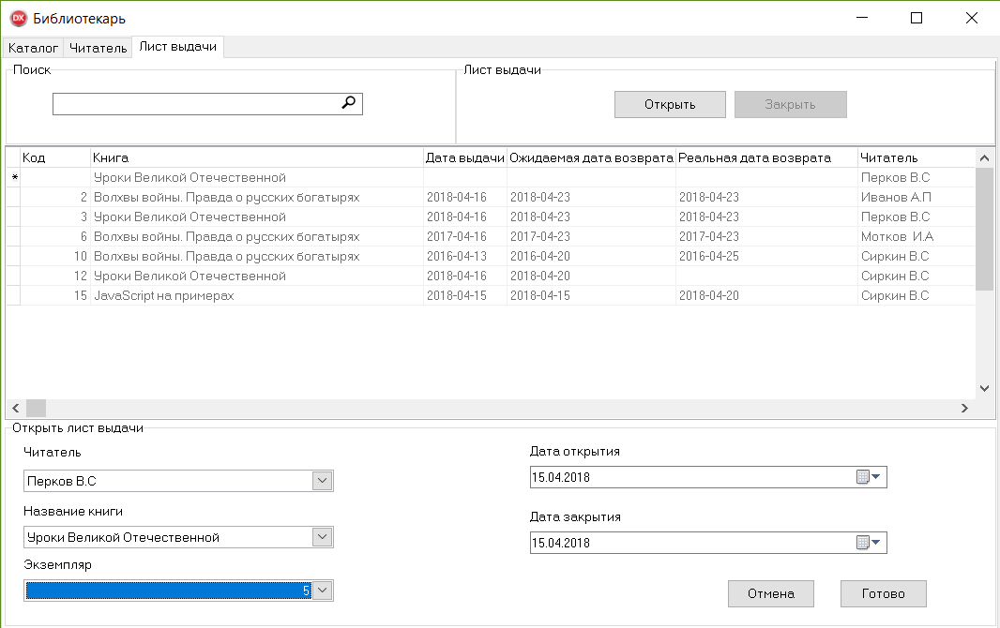 DX Библиотекарь
Каталог Читатель Лист выдачи
Поиск Лист выдачи
Открыть Закрыть
Код Книга Дата выдачи Ожидаемая дата возврата Реальная дата возврата Читатель
* Уроки Великой Отечественной Перков В.С
2 Волхвы войны. Правда о русских богатырях 2018-04-16 2018-04-23 2018-04-23 Иванов А.П
3 Уроки Великой Отечественной 2018-04-16 2018-04-23 2018-04-23 Перков В.С
6 Волхвы войны. Правда о русских богатырях 2017-04-16 2017-04-23 2017-04-23 Мотков И.А
10 Волхвы войны. Правда о русских богатырях 2016-04-13 2016-04-20 2016-04-25 Сиркин В.С
12 Уроки Великой Отечественной 2018-04-16 2018-04-20 Сиркин В.С
15 JavaScript на примерах 2018-04-15 2018-04-15 2018-04-20 Сиркин В.С
Открыть лист выдачи
Читатель
Перков В.С
Название книги
Уроки Великой Отечественной
Экземпляр
5
Дата открытия
15.04.2018
Дата закрытия
15.04.2018
Отмена Готово